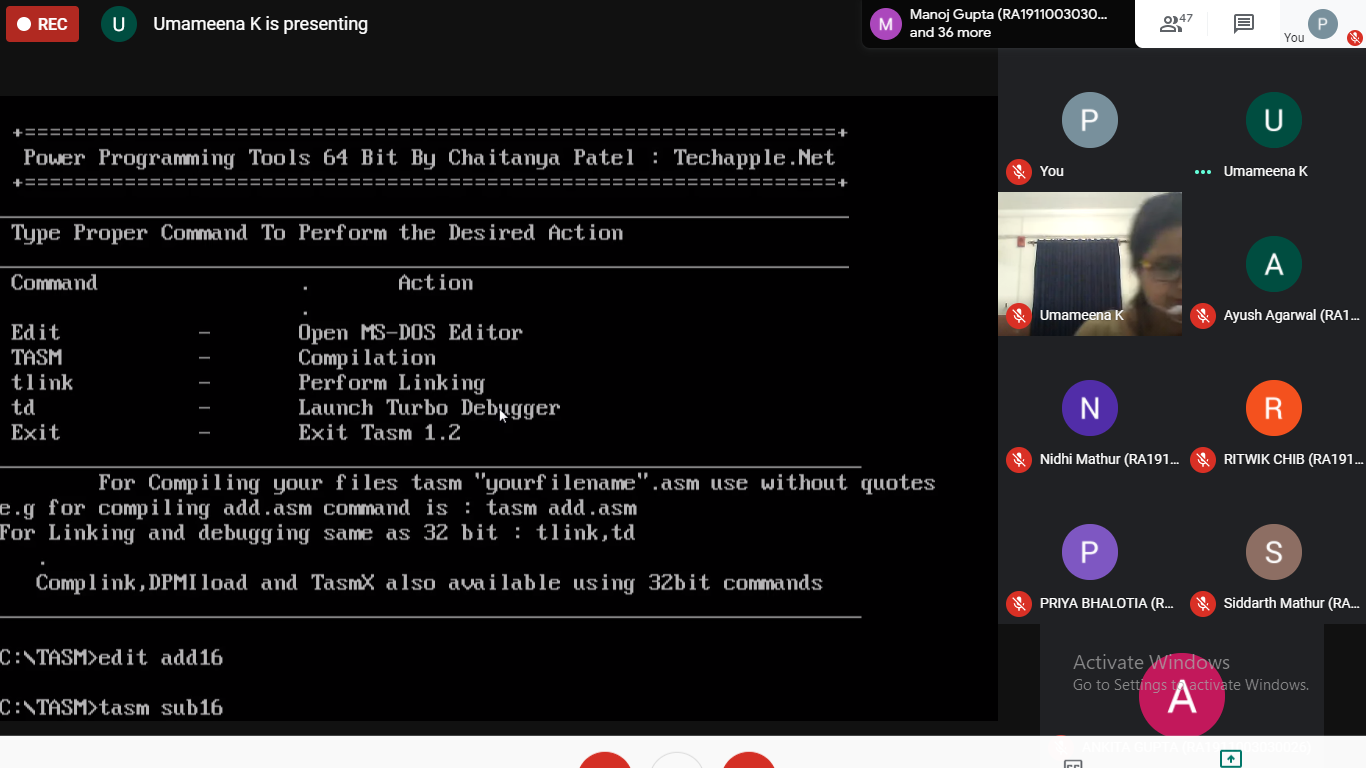 REC
U
Umameena K is presenting
M
Manoj Gupta (RA1911003030...
and 36 more
47
You
P
+=================================================================+
Power Programming Tools 64 Bit By Chaitanya Patel : Techapple.Net
+=================================================================+
Type Proper Command To Perform the Desired Action
Command . Action
.
Edit - Open MS-DOS Editor
TASM - Compilation
tlink - Perform Linking
td - Launch Turbo Debugger
Exit - Exit Tasm 1.2
For Compiling your files tasm "yourfilename".asm use without quotes
e.g for compiling add.asm command is : tasm add.asm
For Linking and debugging same as 32 bit : tlink,td
.
Complink,DPMIload and TasmX also available using 32bit commands
C:\TASM>edit add16
C:\TASM>tasm sub16
P
You
U
Umameena K
Umameena K
A
Ayush Agarwal (RA1...
N
Nidhi Mathur (RA191...
R
RITWIK CHIB (RA191...
P
PRIYA BHALOTIA (R...
S
Siddarth Mathur (RA...
A
Activate Windows
Go to Settings to activate Windows.